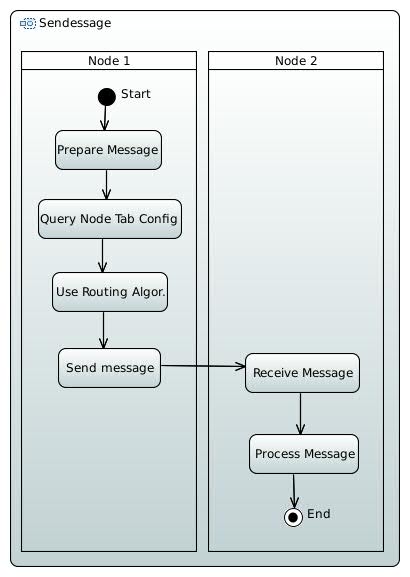 Sendessage
Node 1
Node 2
Start
Prepare Message
Query Node Tab Config
Use Routing Algor.
Send message
Receive Message
Process Message
End